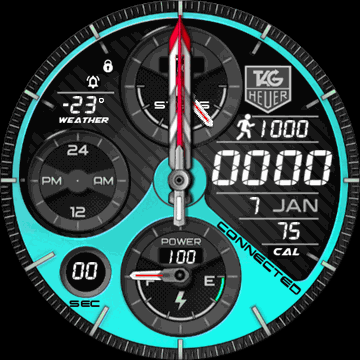 -23°
WEATHER
24
PM AM
12
00
SEC
TAG
HEUER
1000
0000
7 JAN
75
CAL
CONNECTED
POWER
100
F E